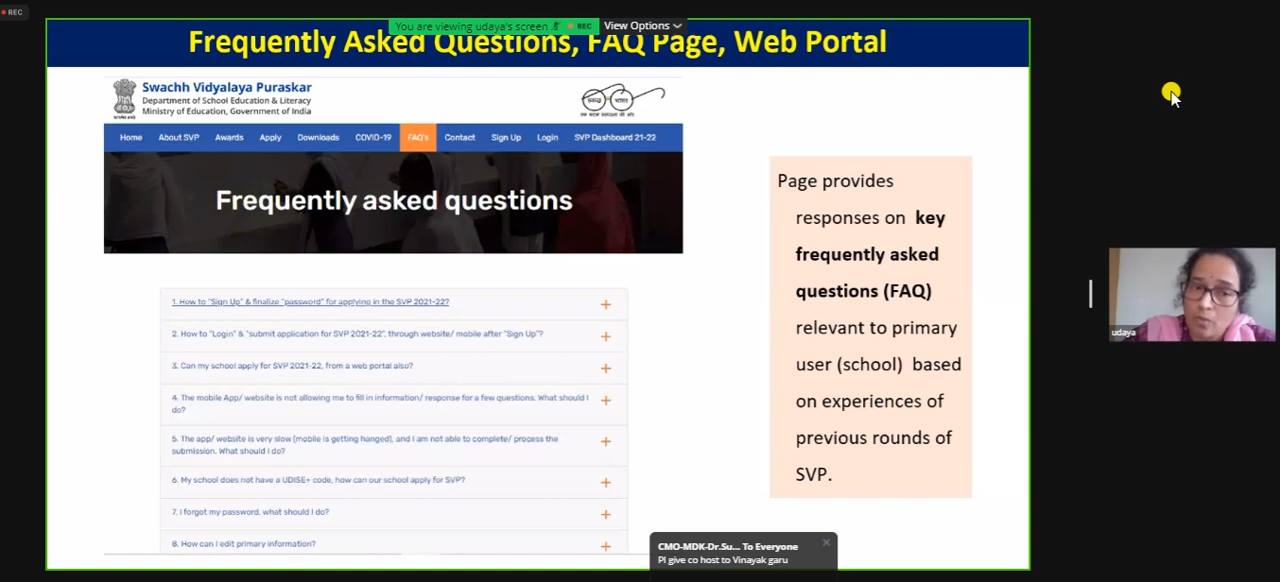 REC
You are viewing udaya's screen
REC
View Options
Frequently Asked Questions, FAQ Page, Web Portal
Swachh Vidyalaya Puraskar
Department of School Education & Literacy
Ministry of Education, Government of India
स्वच्छ भारत
एक कदम स्वच्छता की ओर
Home About SVP Awards Apply Downloads COVID-19 FAQ's Contact Sign Up Login SVP Dashboard 21-22
Frequently asked questions
1. How to "Sign Up" & finalize "password" for applying in the SVP 2021-22?
2. How to "Login" & "submit application for SVP 2021-22", through website/ mobile after "Sign Up"?
3. Can my school apply for SVP 2021-22, from a web portal also?
4. The mobile App/ website is not allowing me to fill in information/ response for a few questions. What should I
do?
5. The app/ website is very slow (mobile is getting hanged), and I am not able to complete/ process the
submission. What should I do?
6. My school does not have a UDISE+ code, how can our school apply for SVP?
7. I forgot my password, what should I do?
8. How can I edit primary information?
Page provides
responses on key
frequently asked
questions (FAQ)
relevant to primary
user (school) based
on experiences of
previous rounds of
SVP.
udaya
CMO-MDK-Dr.Su... To Everyone
Pl give co host to Vinayak garu